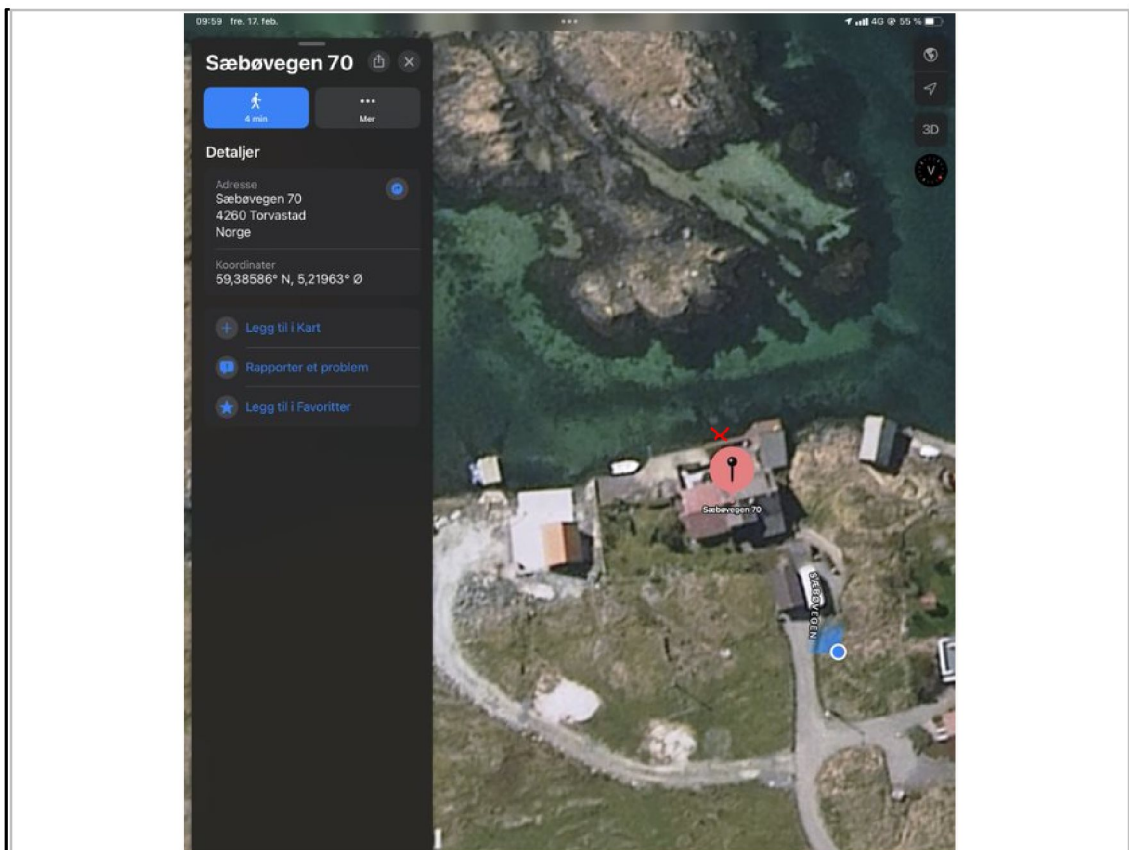 09:59 fre. 17. feb.
4G 55 %
Sæbøvegen 70
4 min
Mer
Detaljer
Adresse
Sæbøvegen 70
4260 Torvastad
Norge
Koordinater
59,38586° N, 5,21963° Ø
Legg til i Kart
Rapporter et problem
Legg til i Favoritter
3D
V
Sæbøvegen 70
SÆBØVEGEN